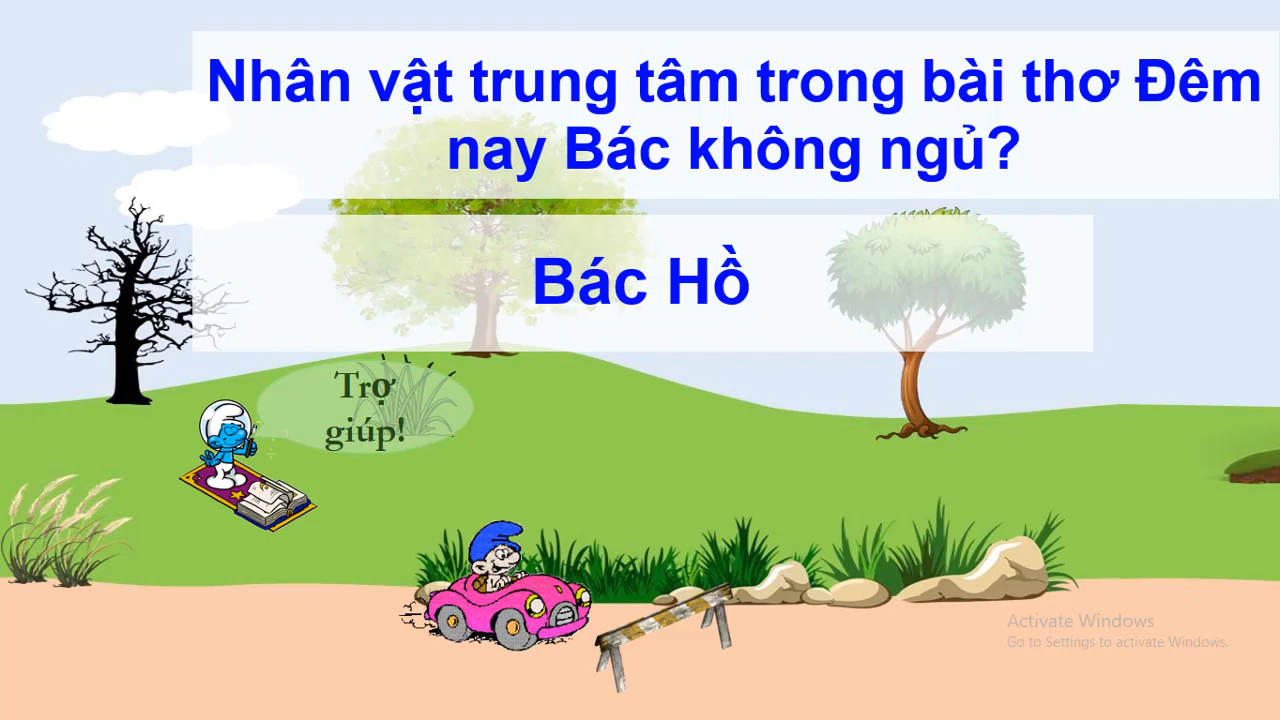 Nhân vật trung tâm trong bài thơ Đêm
nay Bác không ngủ?
Bác Hồ
Trợ
giúp!
Activate Windows
Go to Settings to activate Windows.